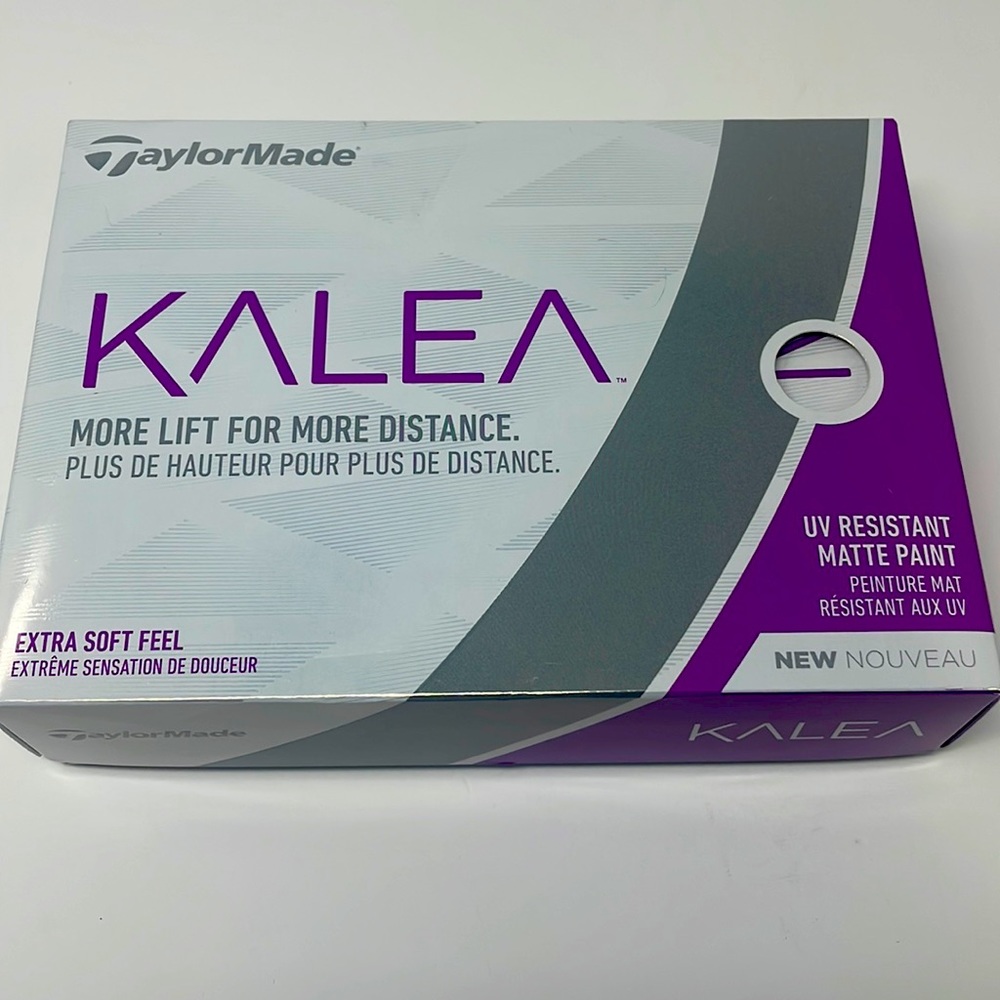 TaylorMade®
KALEA™
MORE LIFT FOR MORE DISTANCE.
PLUS DE HAUTEUR POUR PLUS DE DISTANCE.
UV RESISTANT
MATTE PAINT
PEINTURE MAT
RÉSISTANT AUX UV
EXTRA SOFT FEEL
EXTRÊME SENSATION DE DOUCEUR
NEW NOUVEAU
TaylorMade
KALEA